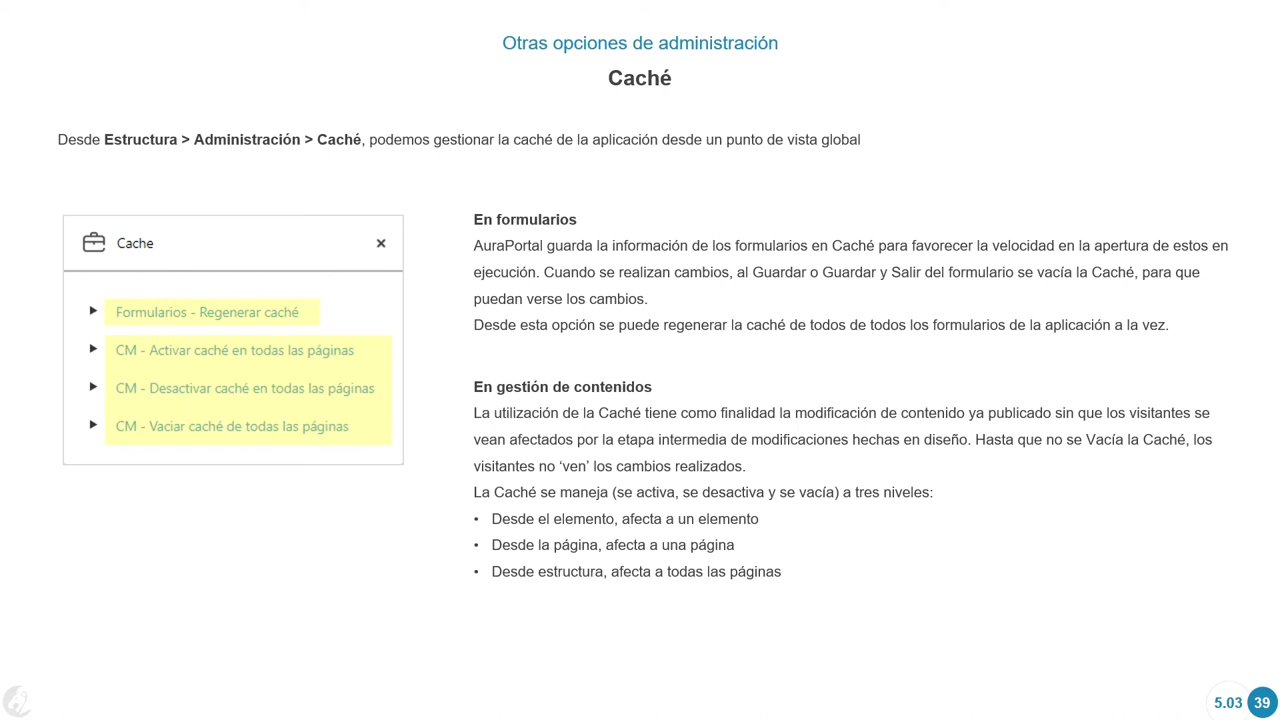 Otras opciones de administración
Caché
Desde Estructura > Administración > Caché, podemos gestionar la caché de la aplicación desde un punto de vista global
Cache
×
Formularios - Regenerar caché
CM - Activar caché en todas las páginas
CM - Desactivar caché en todas las páginas
CM - Vaciar caché de todas las páginas
En formularios
AuraPortal guarda la información de los formularios en Caché para favorecer la velocidad en la apertura de estos en
ejecución. Cuando se realizan cambios, al Guardar o Guardar y Salir del formulario se vacía la Caché, para que
puedan verse los cambios.
Desde esta opción se puede regenerar la caché de todos de todos los formularios de la aplicación a la vez.
En gestión de contenidos
La utilización de la Caché tiene como finalidad la modificación de contenido ya publicado sin que los visitantes se
vean afectados por la etapa intermedia de modificaciones hechas en diseño. Hasta que no se Vacía la Caché, los
visitantes no ‘ven’ los cambios realizados.
La Caché se maneja (se activa, se desactiva y se vacía) a tres niveles:
• Desde el elemento, afecta a un elemento
• Desde la página, afecta a una página
• Desde estructura, afecta a todas las páginas
5.03 39